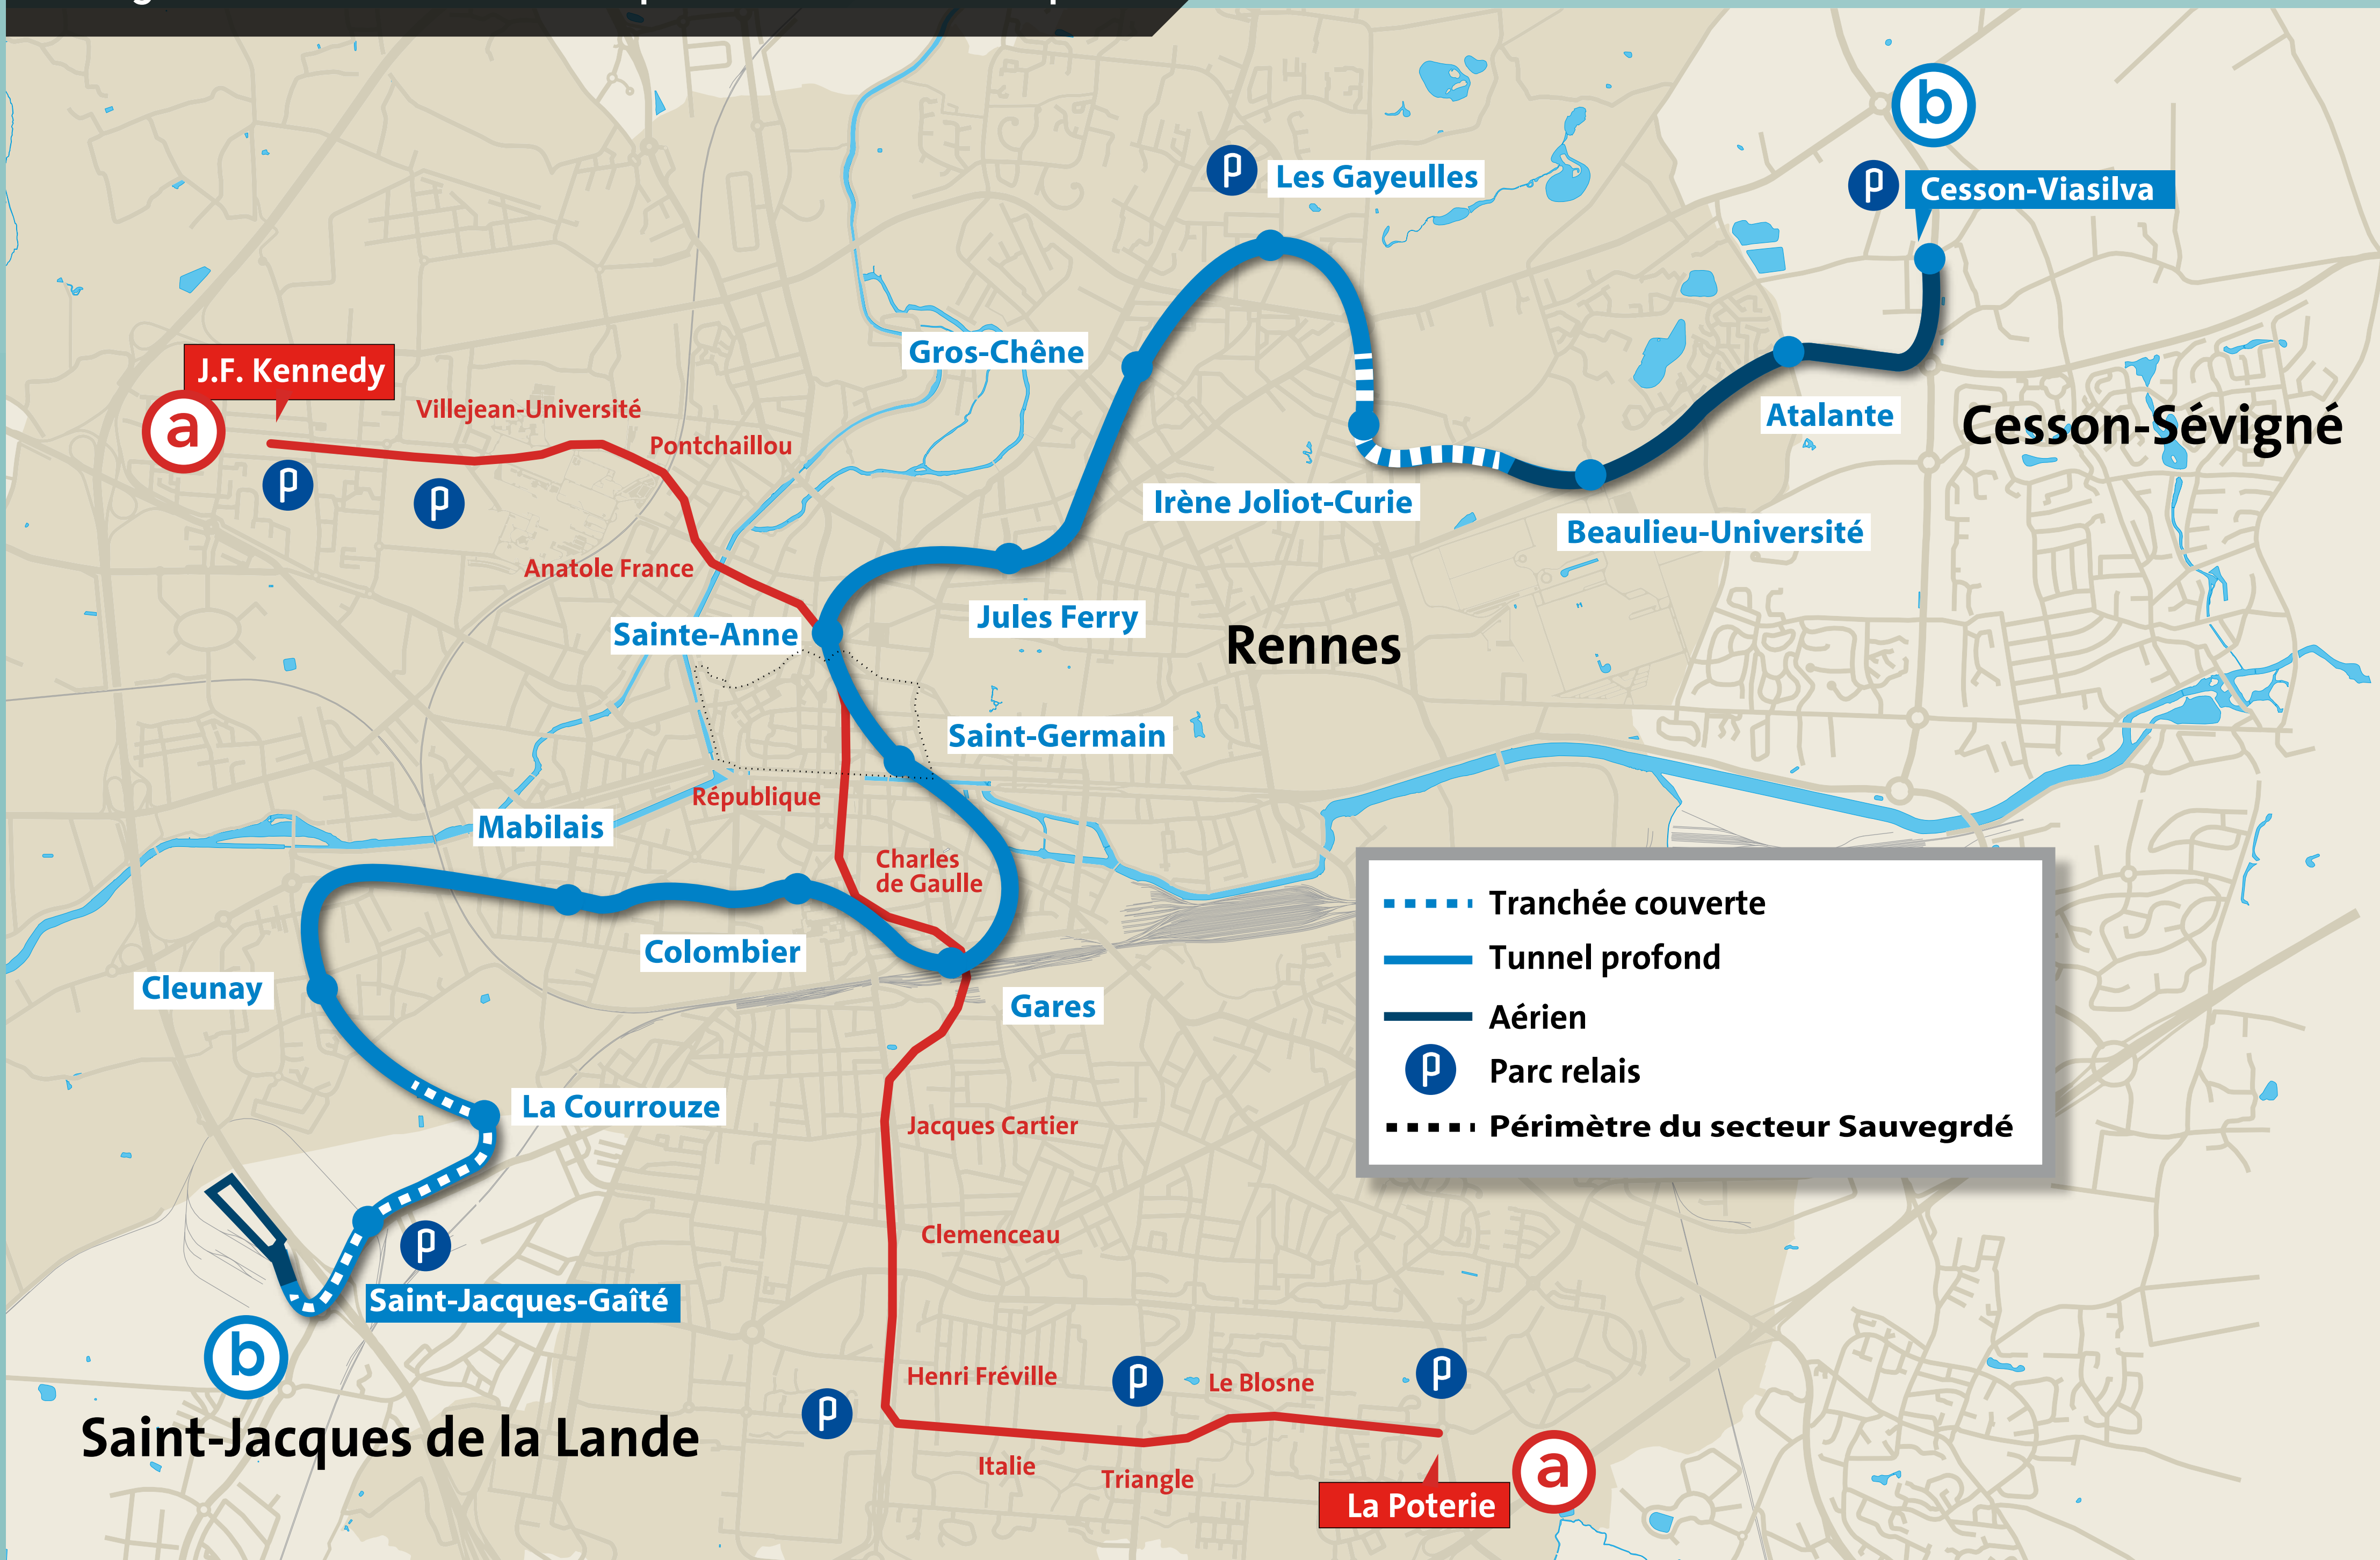 b
P
Les Gayeulles
P
Cesson-Viasilva
Gros-Chêne
J.F. Kennedy
a
Villejean-Université
Pontchaillou
P
P
Atalante
Cesson-Sévigné
Irène Joliot-Curie
Beaulieu-Université
Anatole France
Sainte-Anne
Jules Ferry
Rennes
Saint-Germain
République
Mabilais
Charles
de Gaulle
Colombier
Cleunay
Gares
Tranchée couverte
Tunnel profond
Aérien
P
Parc relais
Périmètre du secteur Sauvegrdé
La Courrouze
Jacques Cartier
P
Clemenceau
Saint-Jacques-Gaîté
b
Saint-Jacques de la Lande
Henri Fréville
P
P
Le Blosne
P
Italie
Triangle
La Poterie
a